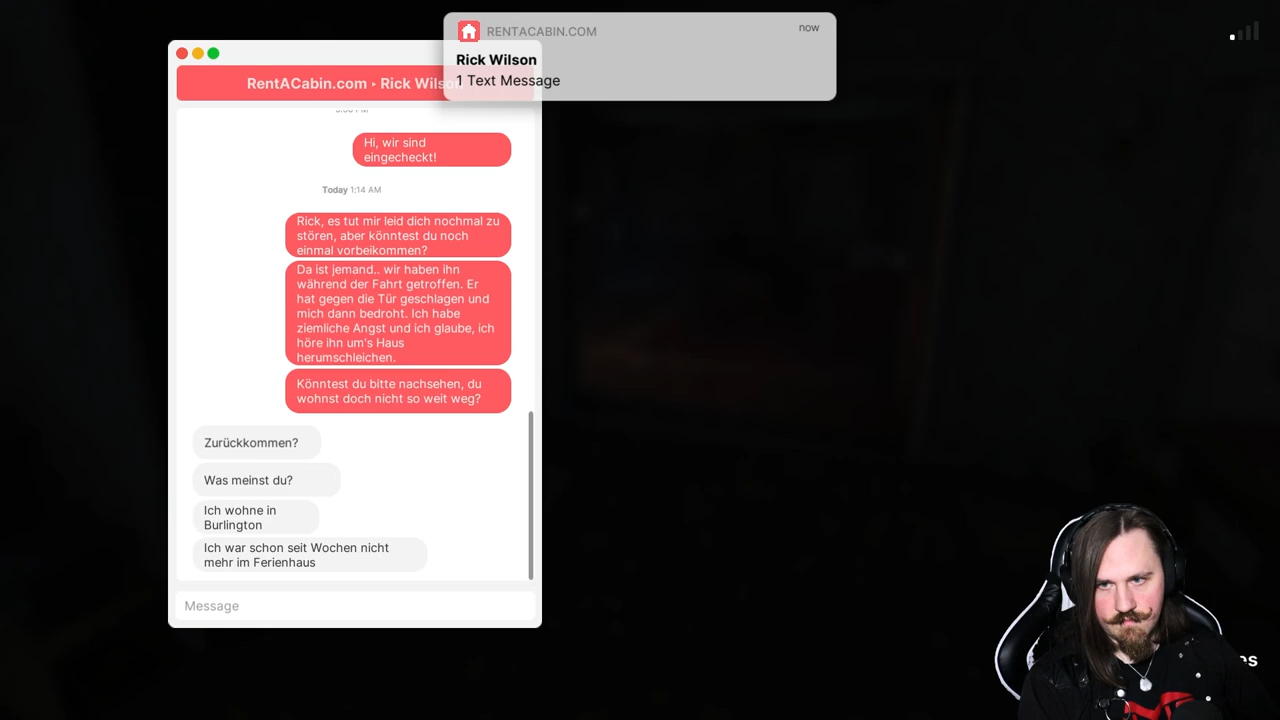 RENTACABIN.COM
now
Rick Wilson
1 Text Message
RentACabin.com ▸ Rick Wilson
Hi, wir sind
eingecheckt!
Today 1:14 AM
Rick, es tut mir leid dich nochmal zu
stören, aber könntest du noch
einmal vorbeikommen?
Da ist jemand.. wir haben ihn
während der Fahrt getroffen. Er
hat gegen die Tür geschlagen und
mich dann bedroht. Ich habe
ziemliche Angst und ich glaube, ich
höre ihn um's Haus
herumschleichen.
Könntest du bitte nachsehen, du
wohnst doch nicht so weit weg?
Zurückkommen?
Was meinst du?
Ich wohne in
Burlington
Ich war schon seit Wochen nicht
mehr im Ferienhaus
Message
es